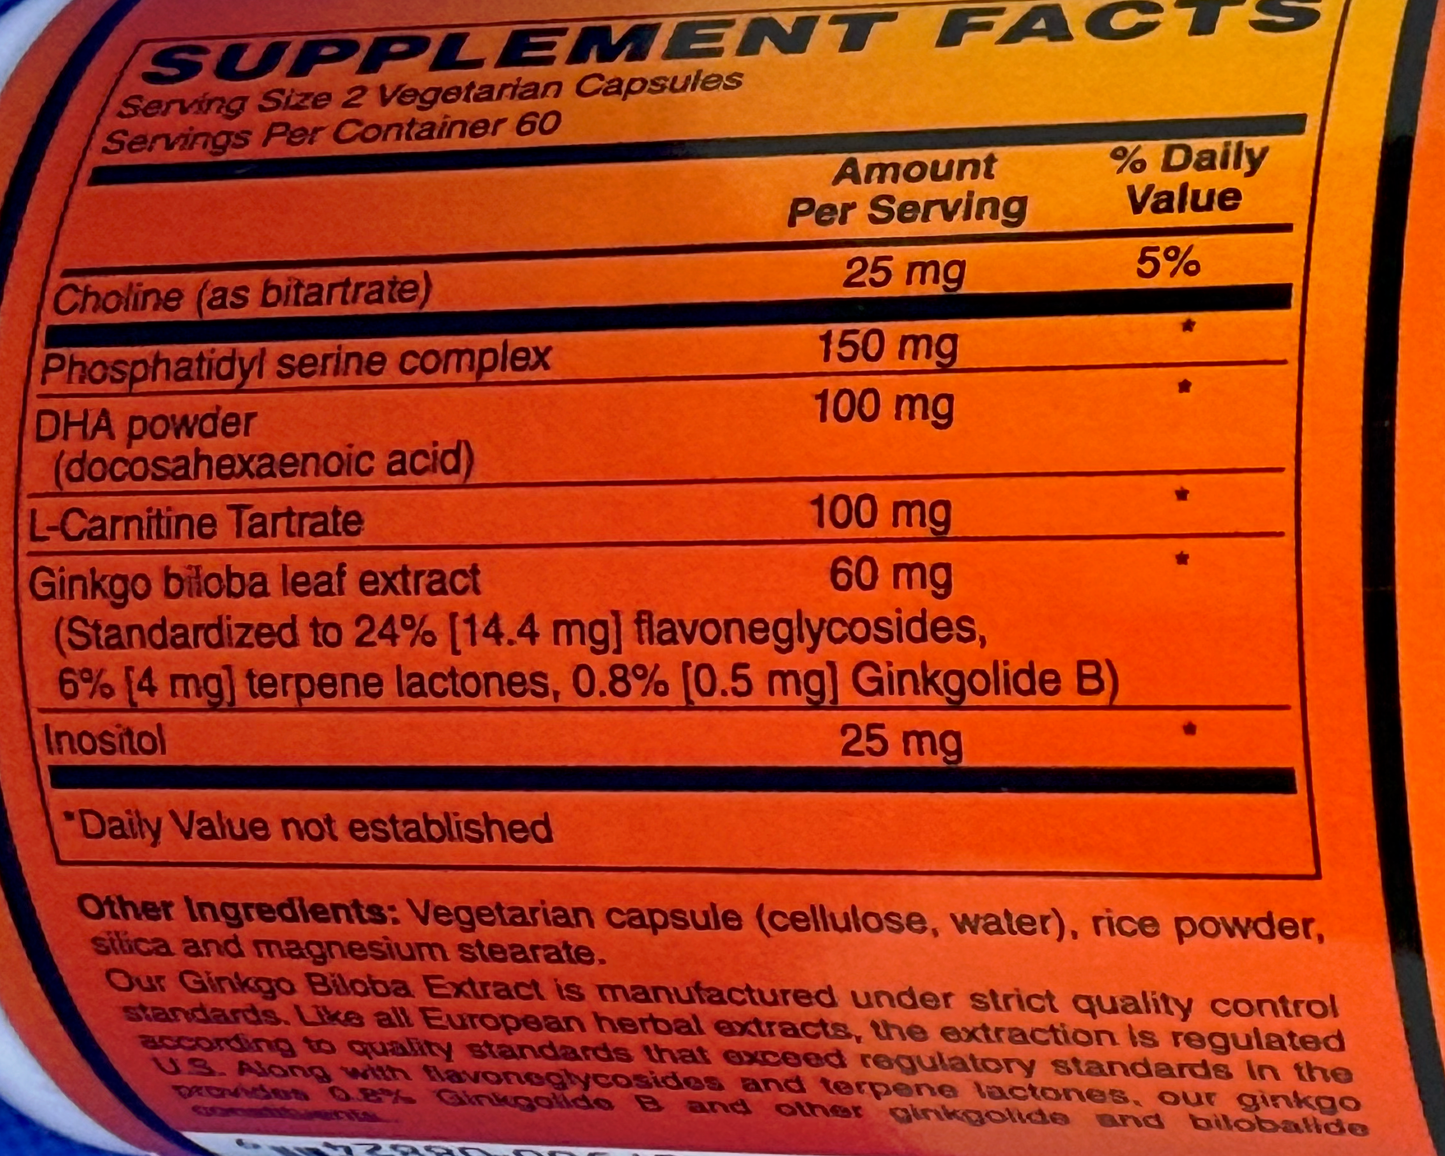 SUPPLEMENT FACTS
Serving Size 2 Vegetarian Capsules
Servings Per Container 60
Amount Per Serving % Daily Value
Choline (as bitartrate) 25 mg 5%
Phosphatidyl serine complex 150 mg *
DHA powder 100 mg *
(docosahexaenoic acid)
L-Carnitine Tartrate 100 mg *
Ginkgo biloba leaf extract 60 mg *
(Standardized to 24% [14.4 mg] flavoneglycosides,
6% [4 mg] terpene lactones, 0.8% [0.5 mg] Ginkgolide B)
Inositol 25 mg *
*Daily Value not established
Other Ingredients: Vegetarian capsule (cellulose, water), rice powder,
silica and magnesium stearate.
Our Ginkgo Biloba Extract is manufactured under strict quality control
standards. Like all European herbal extracts, the extraction is regulated
according to quality standards that exceed regulatory standards in the
U.S. Along with flavoneglycosides and terpene lactones, our ginkgo
provides 0.8% Ginkgolide B and other ginkgolide and bilobalide
constituents.